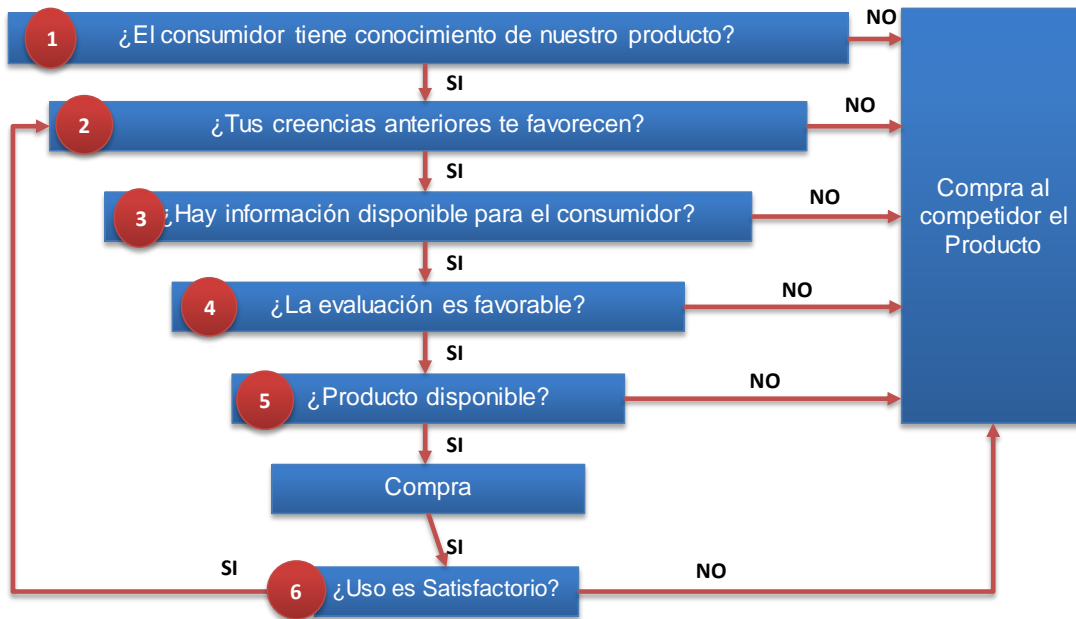 1 ¿El consumidor tiene conocimiento de nuestro producto?
NO
SI
2 ¿Tus creencias anteriores te favorecen?
NO
SI
3 ¿Hay información disponible para el consumidor?
NO
Compra al
competidor el
Producto
SI
4 ¿La evaluación es favorable?
NO
SI
5 ¿Producto disponible?
NO
SI
Compra
SI
SI
6 ¿Uso es Satisfactorio?
NO